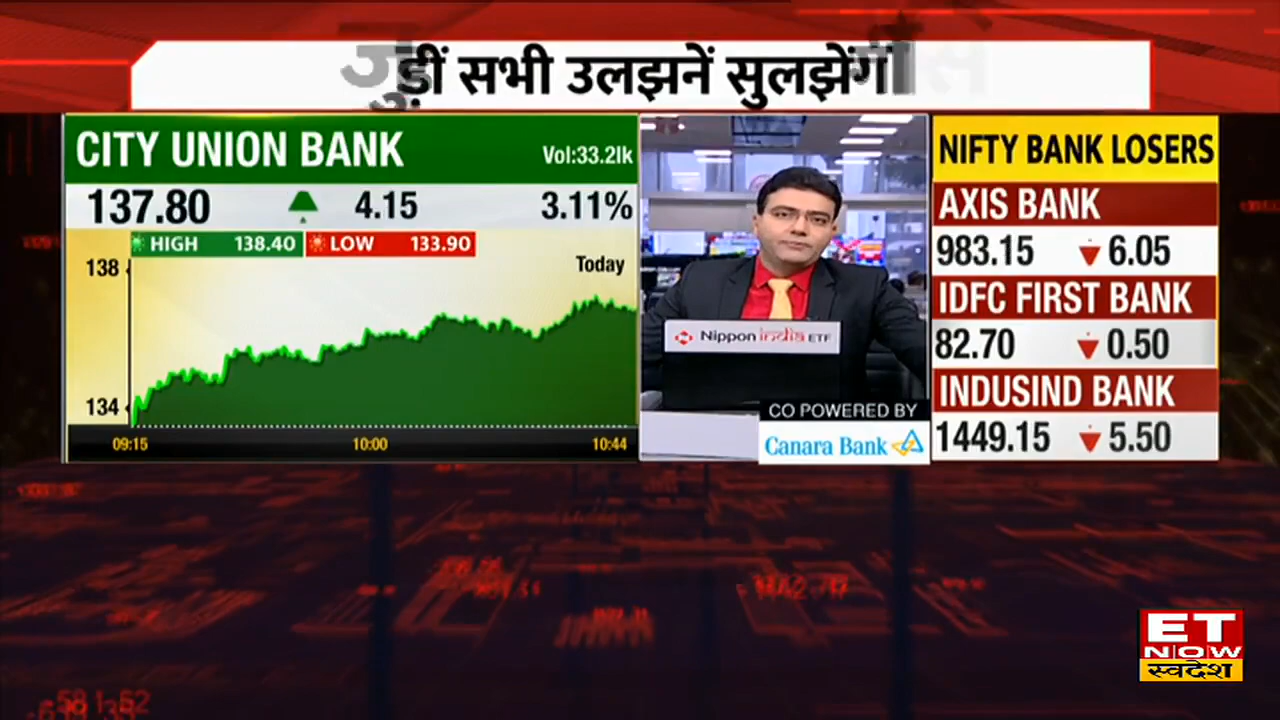 सभी उलझनें
CITY UNION BANK Vol:33.2lk
137.80 4.15 3.11%
HIGH 138.40 LOW 133.90
Today
138
134
09:15 10:00 10:44
Nippon india ETF
CO POWERED BY
Canara Bank
NIFTY BANK LOSERS
AXIS BANK
983.15 6.05
IDFC FIRST BANK
82.70 0.50
INDUSIND BANK
1449.15 5.50
ET
NOW
स्वदेश